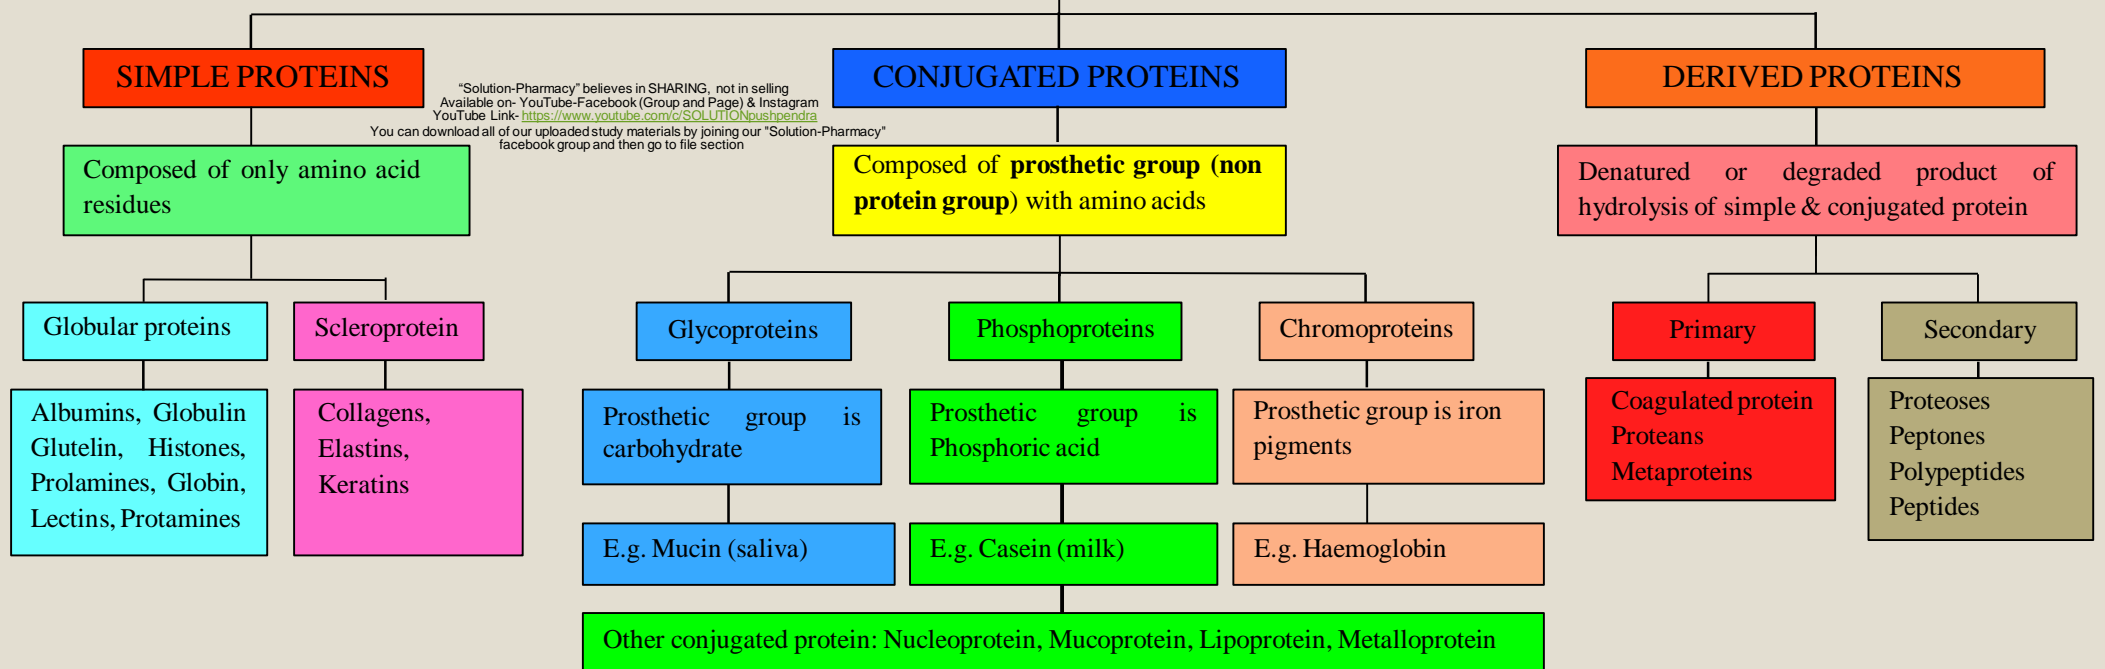 SIMPLE PROTEINS
CONJUGATED PROTEINS
DERIVED PROTEINS
“Solution-Pharmacy” believes in SHARING, not in selling
Available on- YouTube-Facebook (Group and Page) & Instagram
YouTube Link- https://www.youtube.com/c/SOLUTIONpushpendra
You can download all of our uploaded study materials by joining our "Solution-Pharmacy"
facebook group and then go to file section
Composed of only amino acid
residues
Composed of prosthetic group (non
protein group) with amino acids
Denatured or degraded product of
hydrolysis of simple & conjugated protein
Globular proteins
Scleroprotein
Glycoproteins
Phosphoproteins
Chromoproteins
Primary
Secondary
Albumins, Globulin
Glutelin, Histones,
Prolamines, Globin,
Lectins, Protamines
Collagens,
Elastins,
Keratins
Prosthetic group is
carbohydrate
Prosthetic group is
Phosphoric acid
Prosthetic group is iron
pigments
Coagulated protein
Proteans
Metaproteins
Proteoses
Peptones
Polypeptides
Peptides
E.g. Mucin (saliva)
E.g. Casein (milk)
E.g. Haemoglobin
Other conjugated protein: Nucleoprotein, Mucoprotein, Lipoprotein, Metalloprotein